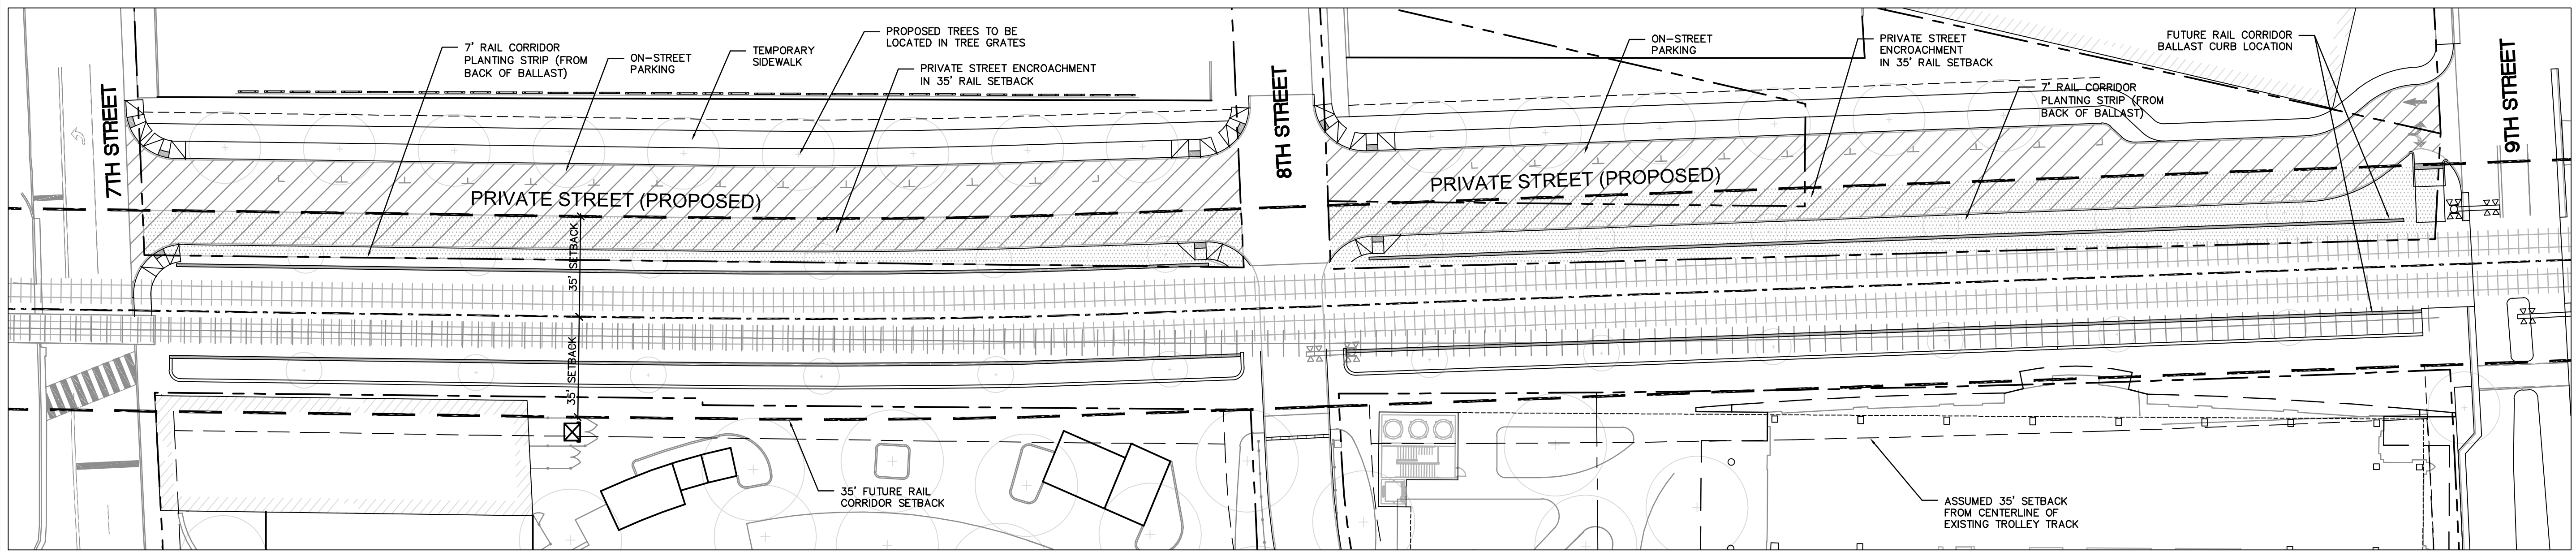 7' RAIL CORRIDOR
PLANTING STRIP (FROM
BACK OF BALLAST)
ON-STREET
PARKING
TEMPORARY
SIDEWALK
PROPOSED TREES TO BE
LOCATED IN TREE GRATES
PRIVATE STREET ENCROACHMENT
IN 35' RAIL SETBACK
ON-STREET
PARKING
PRIVATE STREET
ENCROACHMENT
IN 35' RAIL SETBACK
FUTURE RAIL CORRIDOR
BALLAST CURB LOCATION
7' RAIL CORRIDOR
PLANTING STRIP (FROM
BACK OF BALLAST)
7TH STREET
8TH STREET
9TH STREET
PRIVATE STREET (PROPOSED)
PRIVATE STREET (PROPOSED)
35' SETBACK
35' SETBACK
35' FUTURE RAIL
CORRIDOR SETBACK
ASSUMED 35' SETBACK
FROM CENTERLINE OF
EXISTING TROLLEY TRACK